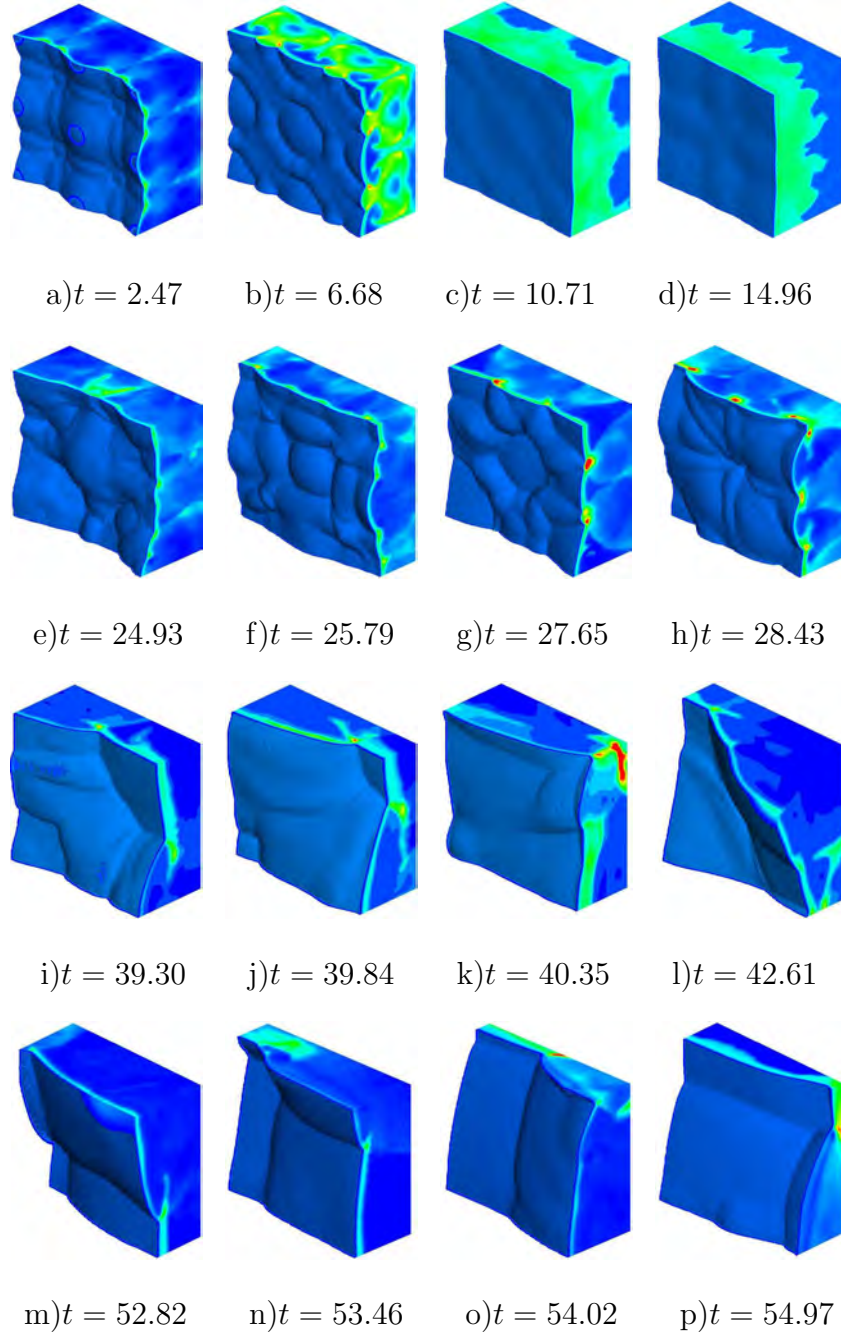 a)t = 2.47 b)t = 6.68 c)t = 10.71 d)t = 14.96
e)t = 24.93 f)t = 25.79 g)t = 27.65 h)t = 28.43
i)t = 39.30 j)t = 39.84 k)t = 40.35 l)t = 42.61
m)t = 52.82 n)t = 53.46 o)t = 54.02 p)t = 54.97